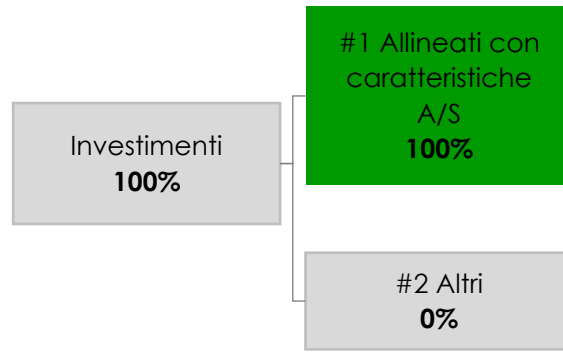 #1 Allineati con
caratteristiche
A/S
100%
Investimenti
100%
#2 Altri
0%